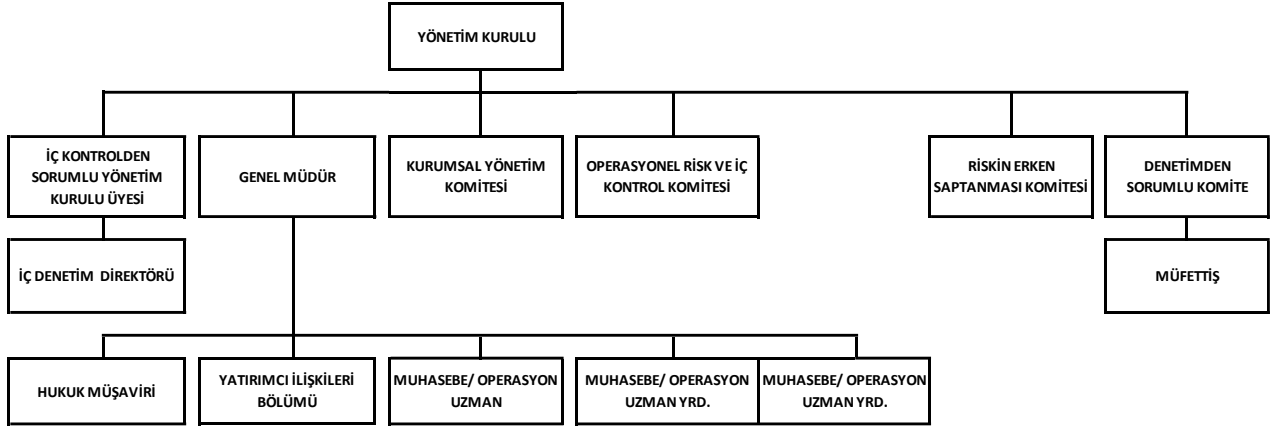 YÖNETİM KURULU
İÇ KONTROLDEN
SORUMLU YÖNETİM
KURULU ÜYESİ
GENEL MÜDÜR
KURUMSAL YÖNETİM
KOMİTESİ
OPERASYONEL RİSK VE İÇ
KONTROL KOMİTESİ
RİSKİN ERKEN
SAPTANMASI KOMİTESİ
DENETİMDEN
SORUMLU KOMİTE
İÇ DENETİM DİREKTÖRÜ
MÜFETTİŞ
HUKUK MÜŞAVİRİ
YATIRIMCI İLİŞKİLERİ
BÖLÜMÜ
MUHASEBE/ OPERASYON
UZMAN
MUHASEBE/ OPERASYON
UZMAN YRD.
MUHASEBE/ OPERASYON
UZMAN YRD.